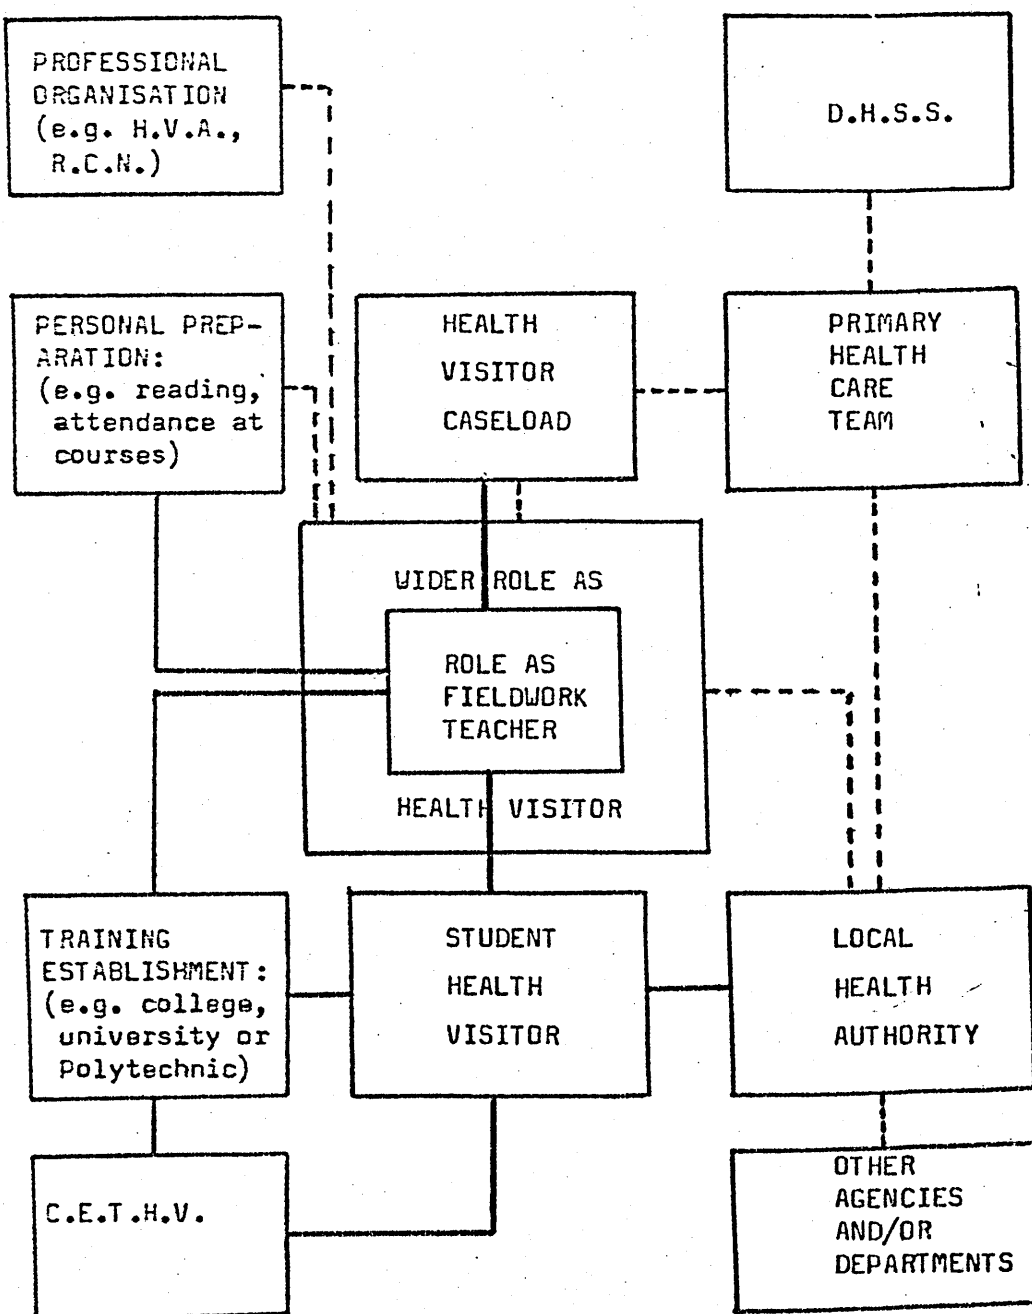 PROFESSIONAL
ORGANISATION
(e.g. H.V.A.,
R.C.N.)
D.H.S.S.
PERSONAL PREP-
ARATION:
(e.g. reading,
attendance at
courses)
HEALTH
VISITOR
CASELOAD
PRIMARY
HEALTH
CARE
TEAM
WIDER ROLE AS
ROLE AS
FIELDWORK
TEACHER
HEALTH VISITOR
TRAINING
ESTABLISHMENT:
(e.g. college,
university or
Polytechnic)
STUDENT
HEALTH
VISITOR
LOCAL
HEALTH
AUTHORITY
C.E.T.H.V.
OTHER
AGENCIES
AND/OR
DEPARTMENTS